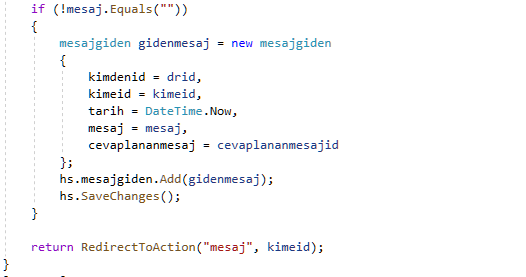 if (!mesaj.Equals(""))
{
mesajgiden gidenmesaj = new mesajgiden
{
kimdenid = drid,
kimeid = kimeid,
tarih = DateTime.Now,
mesaj = mesaj,
cevaplananmesaj = cevaplananmesajid
};
hs.mesajgiden.Add(gidenmesaj);
hs.SaveChanges();
}
return RedirectToAction("mesaj", kimeid);
}